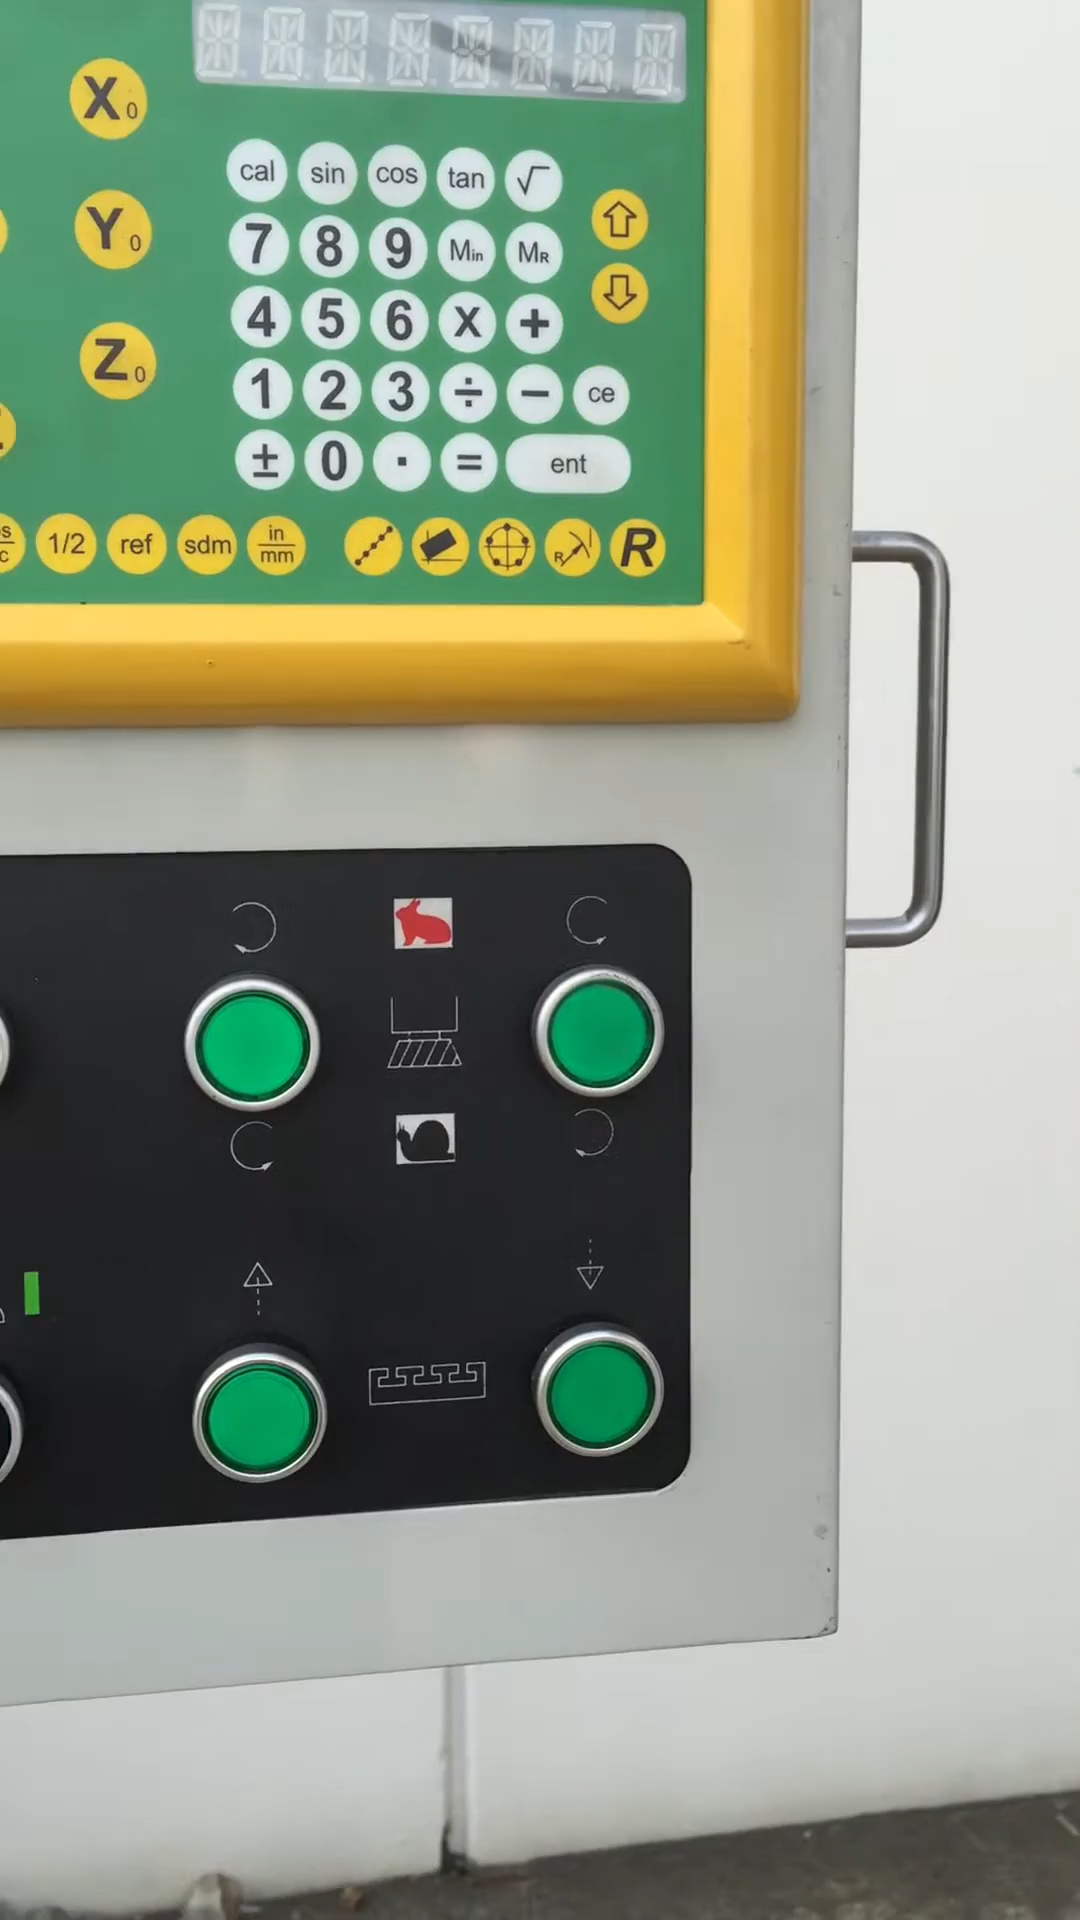 X0
cal sin cos tan √
Y0
7 8 9 Min MR
4 5 6 X +
Z0
1 2 3 ÷ − ce
± 0 · = ent
1/2 ref sdm in/mm R R